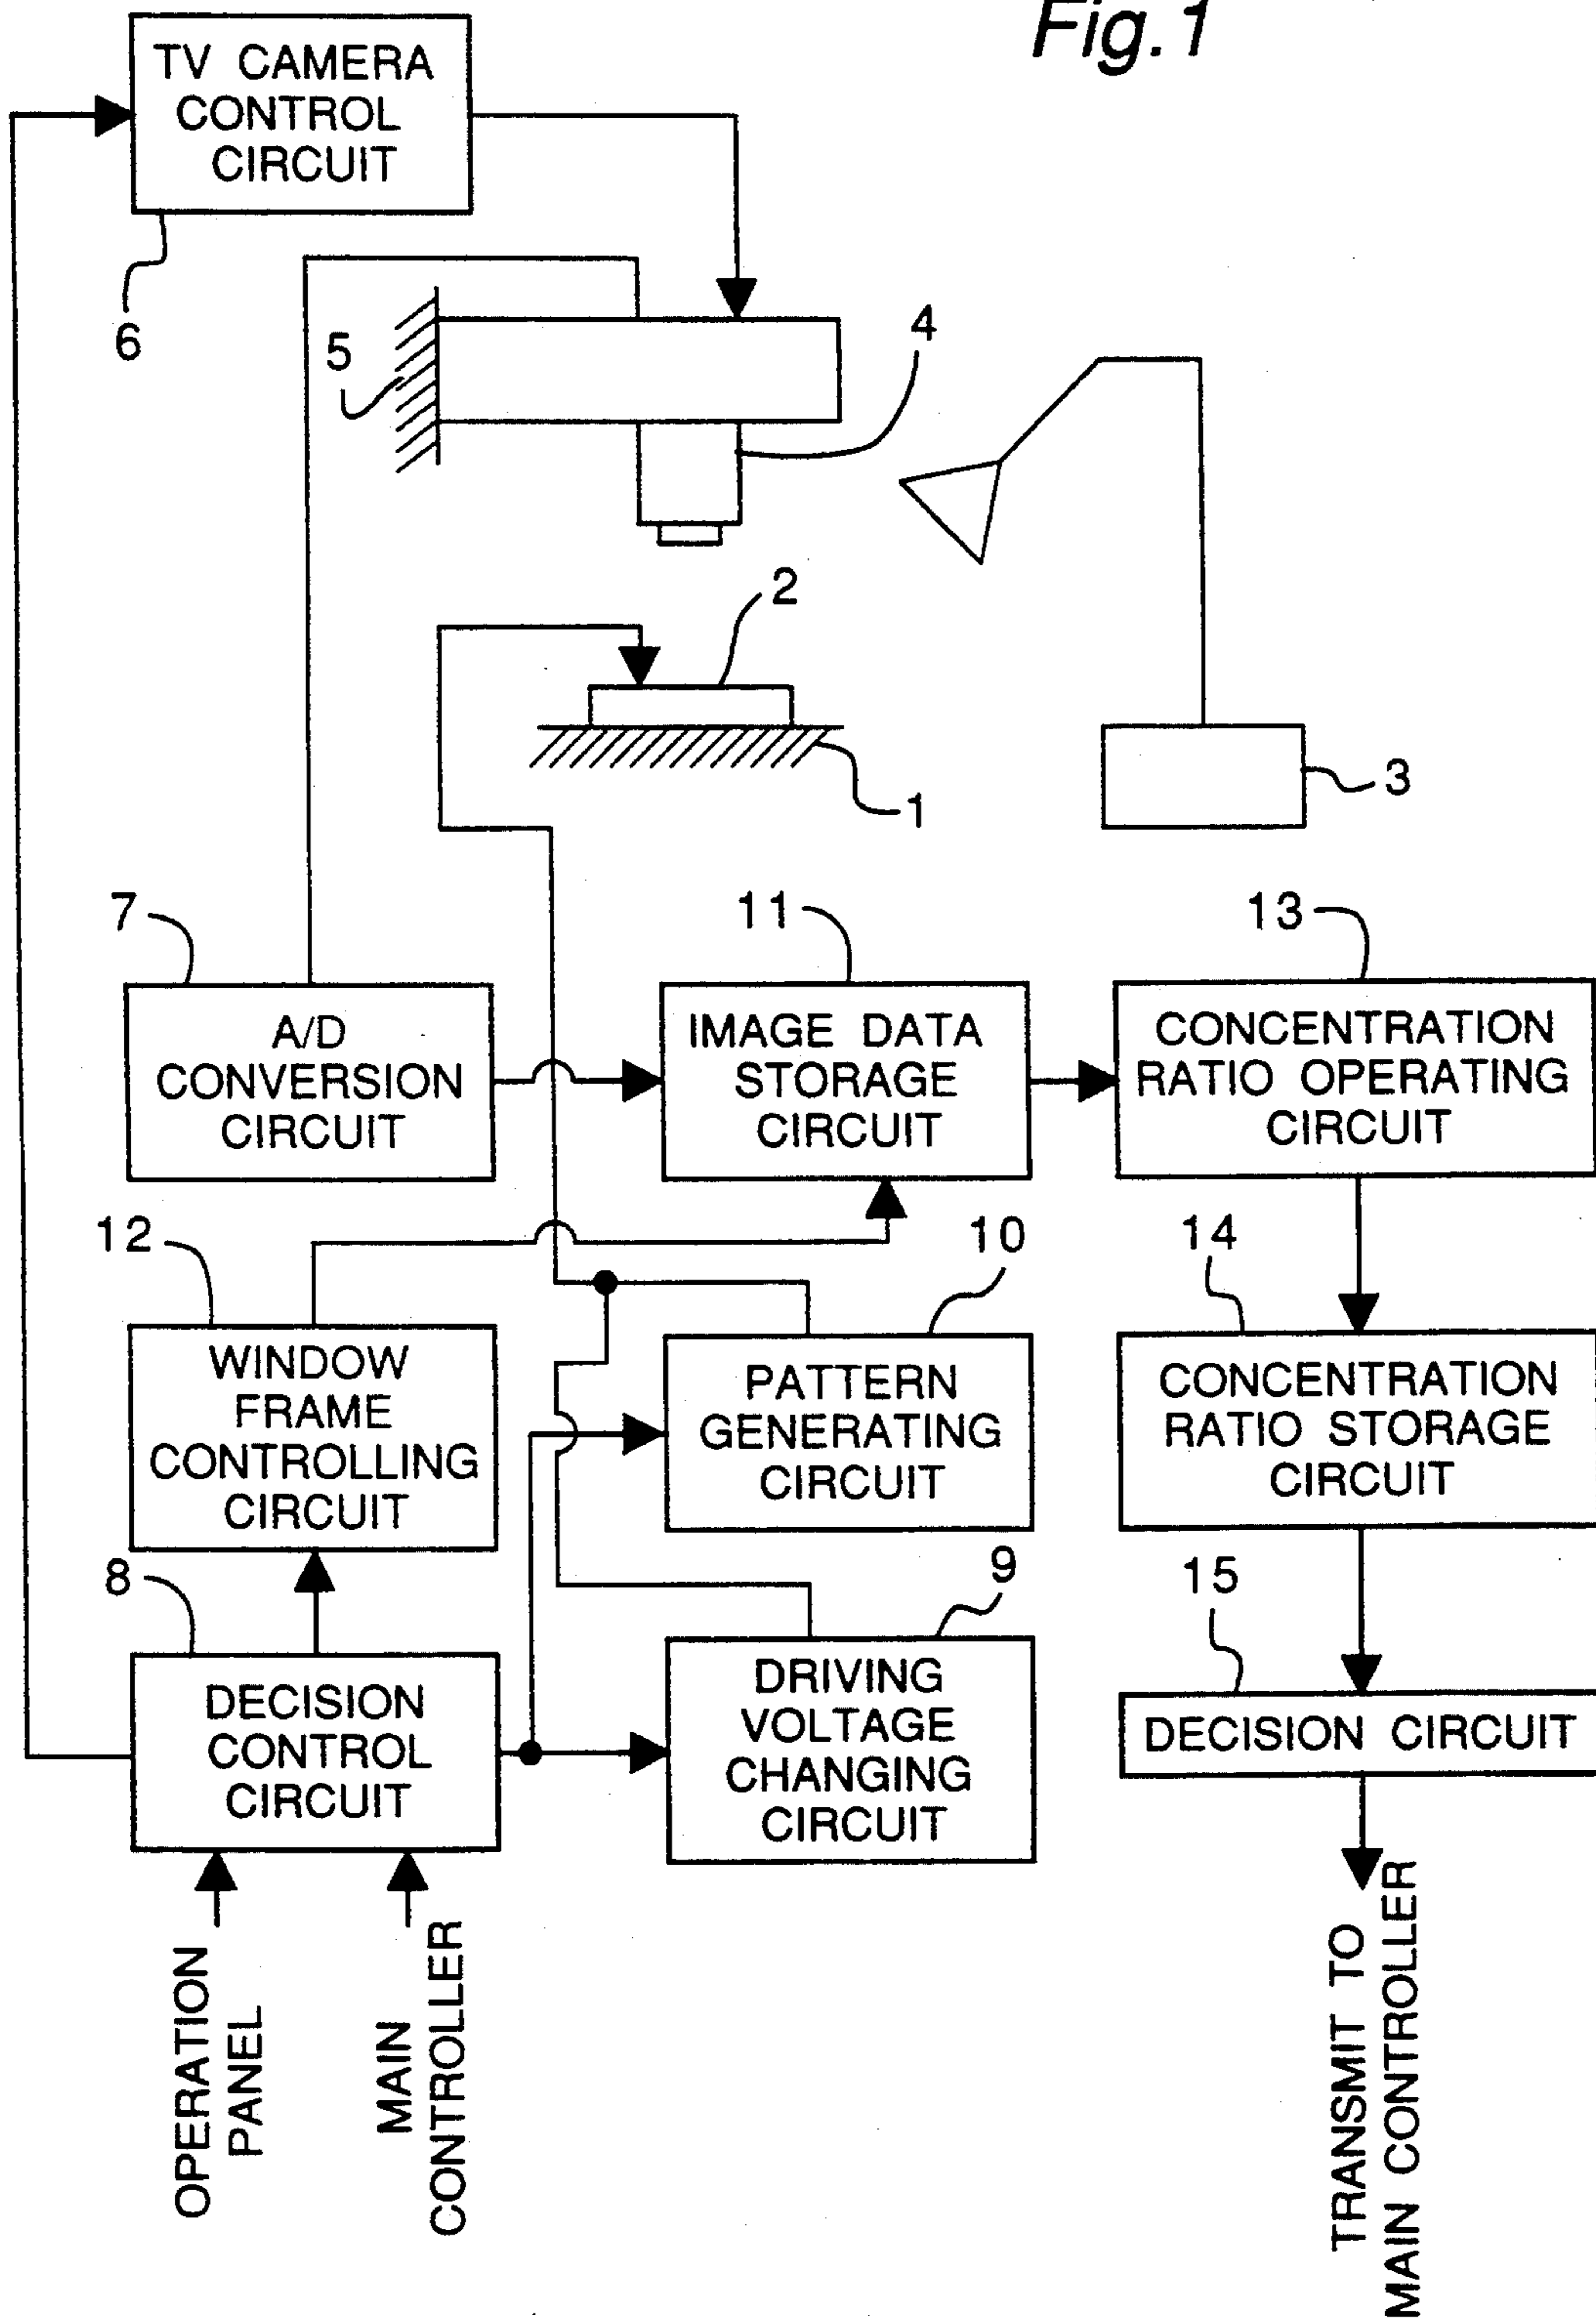 Fig.1
TV CAMERA
CONTROL
CIRCUIT
6
5
4
2
1
3
7
A/D
CONVERSION
CIRCUIT
11
IMAGE DATA
STORAGE
CIRCUIT
13
CONCENTRATION
RATIO OPERATING
CIRCUIT
12
WINDOW
FRAME
CONTROLLING
CIRCUIT
10
PATTERN
GENERATING
CIRCUIT
14
CONCENTRATION
RATIO STORAGE
CIRCUIT
8
DECISION
CONTROL
CIRCUIT
9
DRIVING
VOLTAGE
CHANGING
CIRCUIT
15
DECISION CIRCUIT
OPERATION
PANEL
MAIN
CONTROLLER
TRANSMIT TO
MAIN CONTROLLER